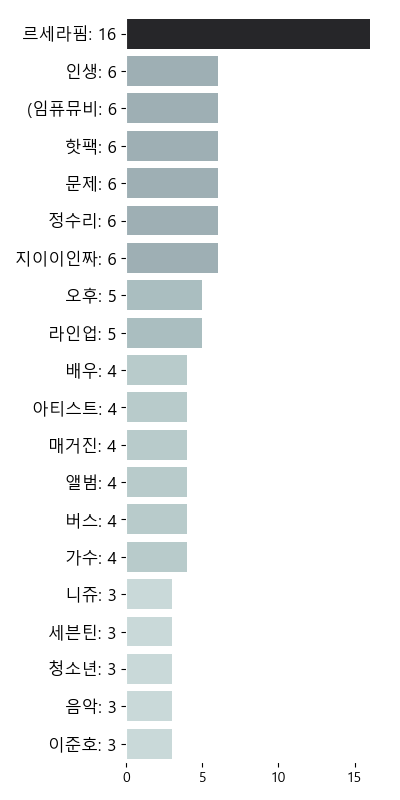 르세라핌: 16
인생: 6
(임퓨뮤비: 6
핫팩: 6
문제: 6
정수리: 6
지이이인짜: 6
오후: 5
라인업: 5
배우: 4
아티스트: 4
매거진: 4
앨범: 4
버스: 4
가수: 4
니쥬: 3
세븐틴: 3
청소년: 3
음악: 3
이준호: 3
0 5 10 15